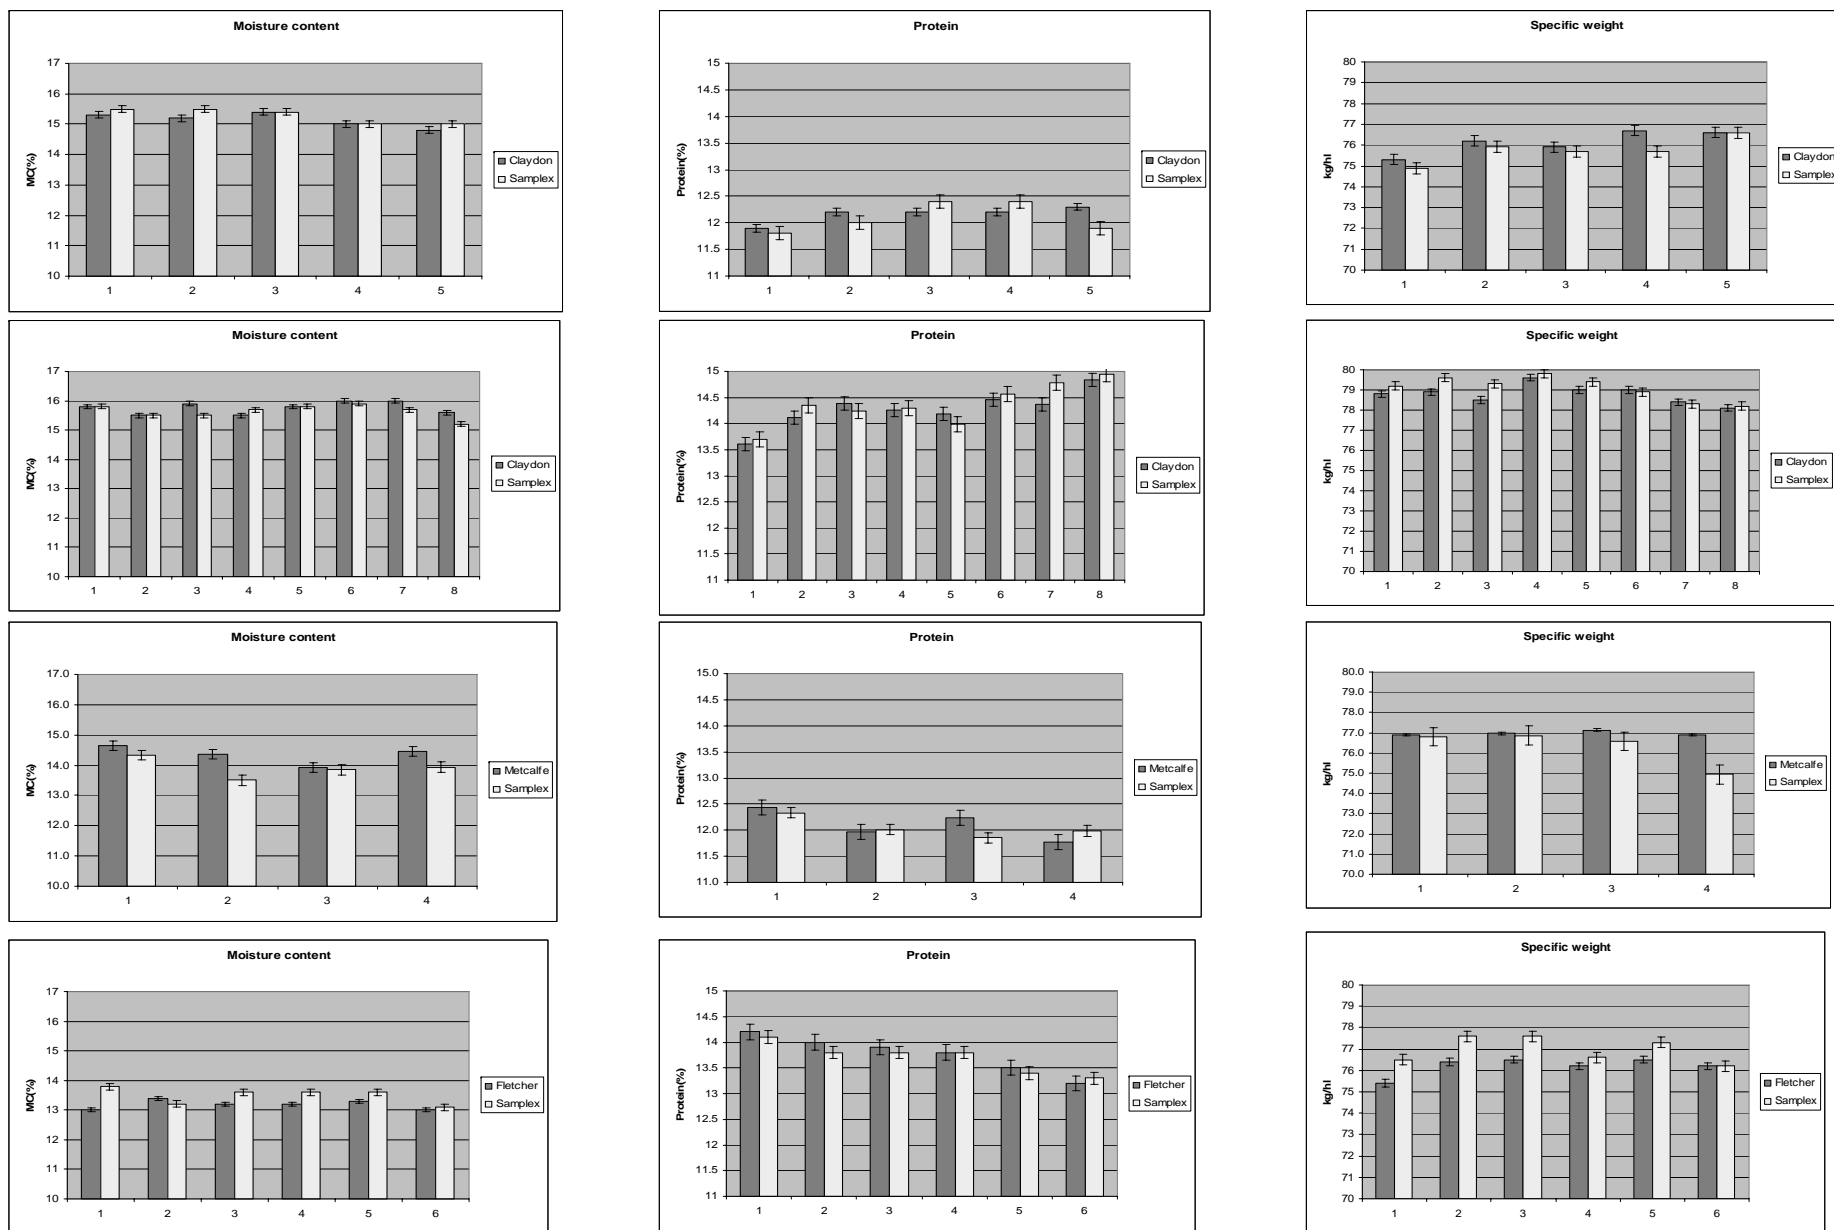 Moisture content
17
16
15
14
13
12
11
10
MC(%)
1 2 3 4 5
Claydon
Samplex
Protein
15
14.5
14
13.5
13
12.5
12
11.5
11
Protein(%)
1 2 3 4 5
Claydon
Samplex
Specific weight
80
79
78
77
76
75
74
73
72
71
70
kg/hl
1 2 3 4 5
Claydon
Samplex
Moisture content
17
16
15
14
13
12
11
10
MC(%)
1 2 3 4 5 6 7 8
Claydon
Samplex
Protein
15
14.5
14
13.5
13
12.5
12
11.5
11
Protein(%)
1 2 3 4 5 6 7 8
Claydon
Samplex
Specific weight
80
79
78
77
76
75
74
73
72
71
70
kg/hl
1 2 3 4 5 6 7 8
Claydon
Samplex
Moisture content
17.0
16.0
15.0
14.0
13.0
12.0
11.0
10.0
MC(%)
1 2 3 4
Metcalfe
Samplex
Protein
15.0
14.5
14.0
13.5
13.0
12.5
12.0
11.5
11.0
Protein(%)
1 2 3 4
Metcalfe
Samplex
Specific weight
80.0
79.0
78.0
77.0
76.0
75.0
74.0
73.0
72.0
71.0
70.0
kg/hl
1 2 3 4
Metcalfe
Samplex
Moisture content
17
16
15
14
13
12
11
10
MC(%)
1 2 3 4 5 6
Fletcher
Samplex
Protein
15
14.5
14
13.5
13
12.5
12
11.5
11
Protein(%)
1 2 3 4 5 6
Fletcher
Samplex
Specific weight
80
79
78
77
76
75
74
73
72
71
70
kg/hl
1 2 3 4 5 6
Fletcher
Samplex